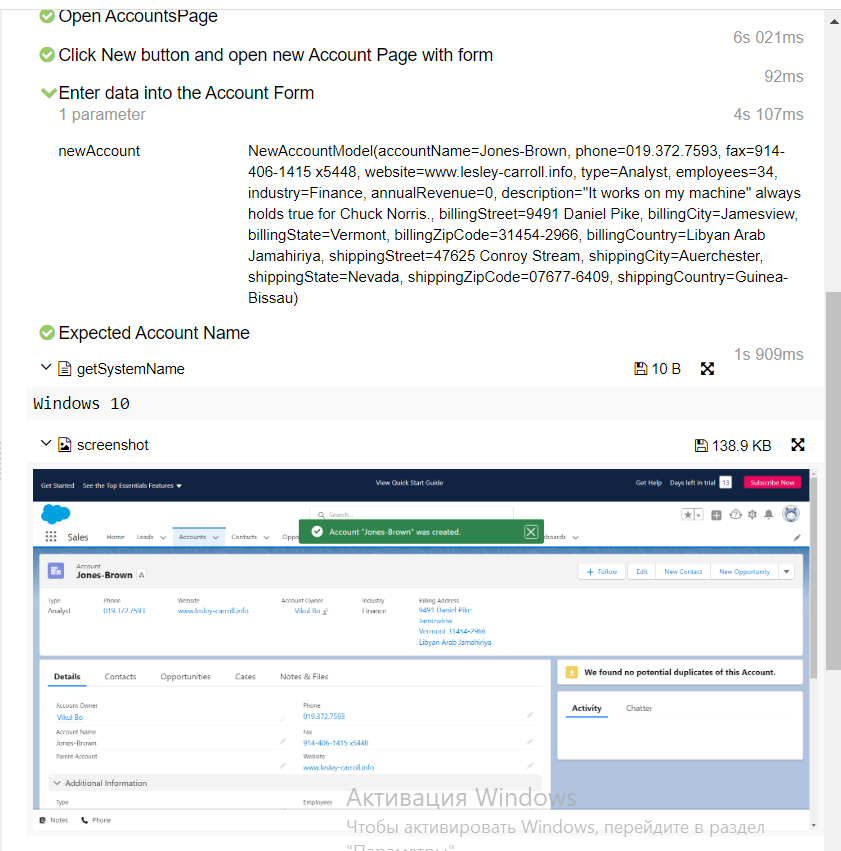 Open AccountsPage
6s 021ms
Click New button and open new Account Page with form
92ms
Enter data into the Account Form
1 parameter
4s 107ms
newAccount
NewAccountModel(accountName=Jones-Brown, phone=019.372.7593, fax=914-
406-1415 x5448, website=www.lesley-carroll.info, type=Analyst, employees=34,
industry=Finance, annualRevenue=0, description="It works on my machine" always
holds true for Chuck Norris., billingStreet=9491 Daniel Pike, billingCity=Jamesview,
billingState=Vermont, billingZipCode=31454-2966, billingCountry=Libyan Arab
Jamahiriya, shippingStreet=47625 Conroy Stream, shippingCity=Auerchester,
shippingState=Nevada, shippingZipCode=07677-6409, shippingCountry=Guinea-
Bissau)
Expected Account Name
1s 909ms
getSystemName 10 B
Windows 10
screenshot 138.9 KB
Get Started See the Top Essentials Features View Quick Start Guide Get Help Days left in trial 13 Subscribe Now
Search...
Account "Jones-Brown" was created.
Sales Home Leads Accounts Contacts Oppo boards
Account
Jones-Brown
Follow Edit New Contact New Opportunity
Type Phone Website Account Owner Industry Billing Address
Analyst 019.372.7593 www.lesley-carroll.info Vikul Bo Finance 9491 Daniel Pike
Jamesview
Vermont 31454-2966
Libyan Arab Jamahiriya
Details Contacts Opportunities Cases Notes & Files
We found no potential duplicates of this Account.
Activity Chatter
Account Owner Phone
Vikul Bo 019.372.7593
Account Name Fax
Jones-Brown 914-406-1415 x5448
Parent Account Website
www.lesley-carroll.info
Additional Information
Type Employees
Notes Phone
Активация Windows
Чтобы активировать Windows, перейдите в раздел
"Параметры".